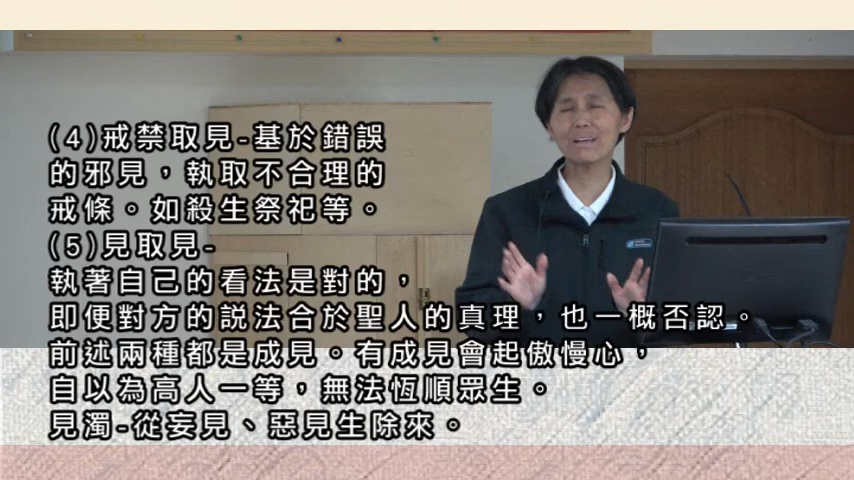 (4)戒禁取見-基於錯誤
的邪見，執取不合理的
戒條。如殺生祭祀等。
(5)見取見-
執著自己的看法是對的，
即便對方的說法合於聖人的真理，也一概否認。
前述兩種都是成見。有成見會起傲慢心，
自以為高人一等，無法恆順眾生。
見濁-從妄見、惡見生除來。